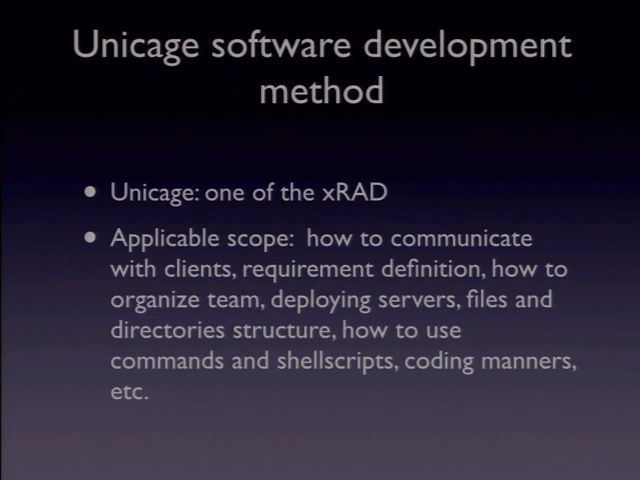 Unicage software development
method
• Unicage: one of the xRAD
• Applicable scope:  how to communicate
with clients, requirement definition, how to
organize team, deploying servers, files and
directories structure, how to use
commands and shellscripts, coding manners,
etc.